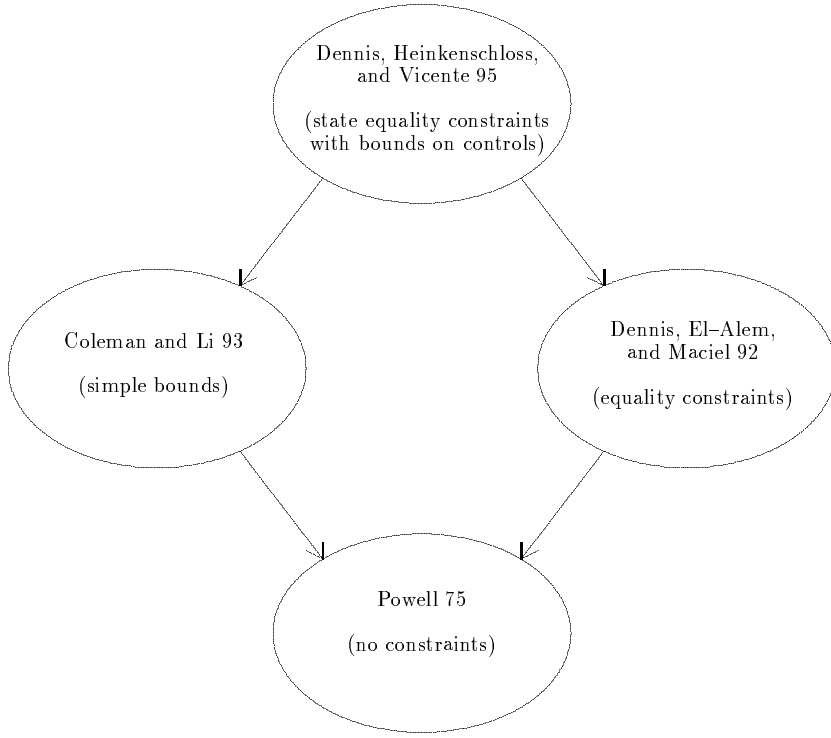 Dennis, Heinkenschloss,
and Vicente 95
(state equality constraints
with bounds on controls)
Coleman and Li 93
(simple bounds)
Dennis, El–Alem,
and Maciel 92
(equality constraints)
Powell 75
(no constraints)